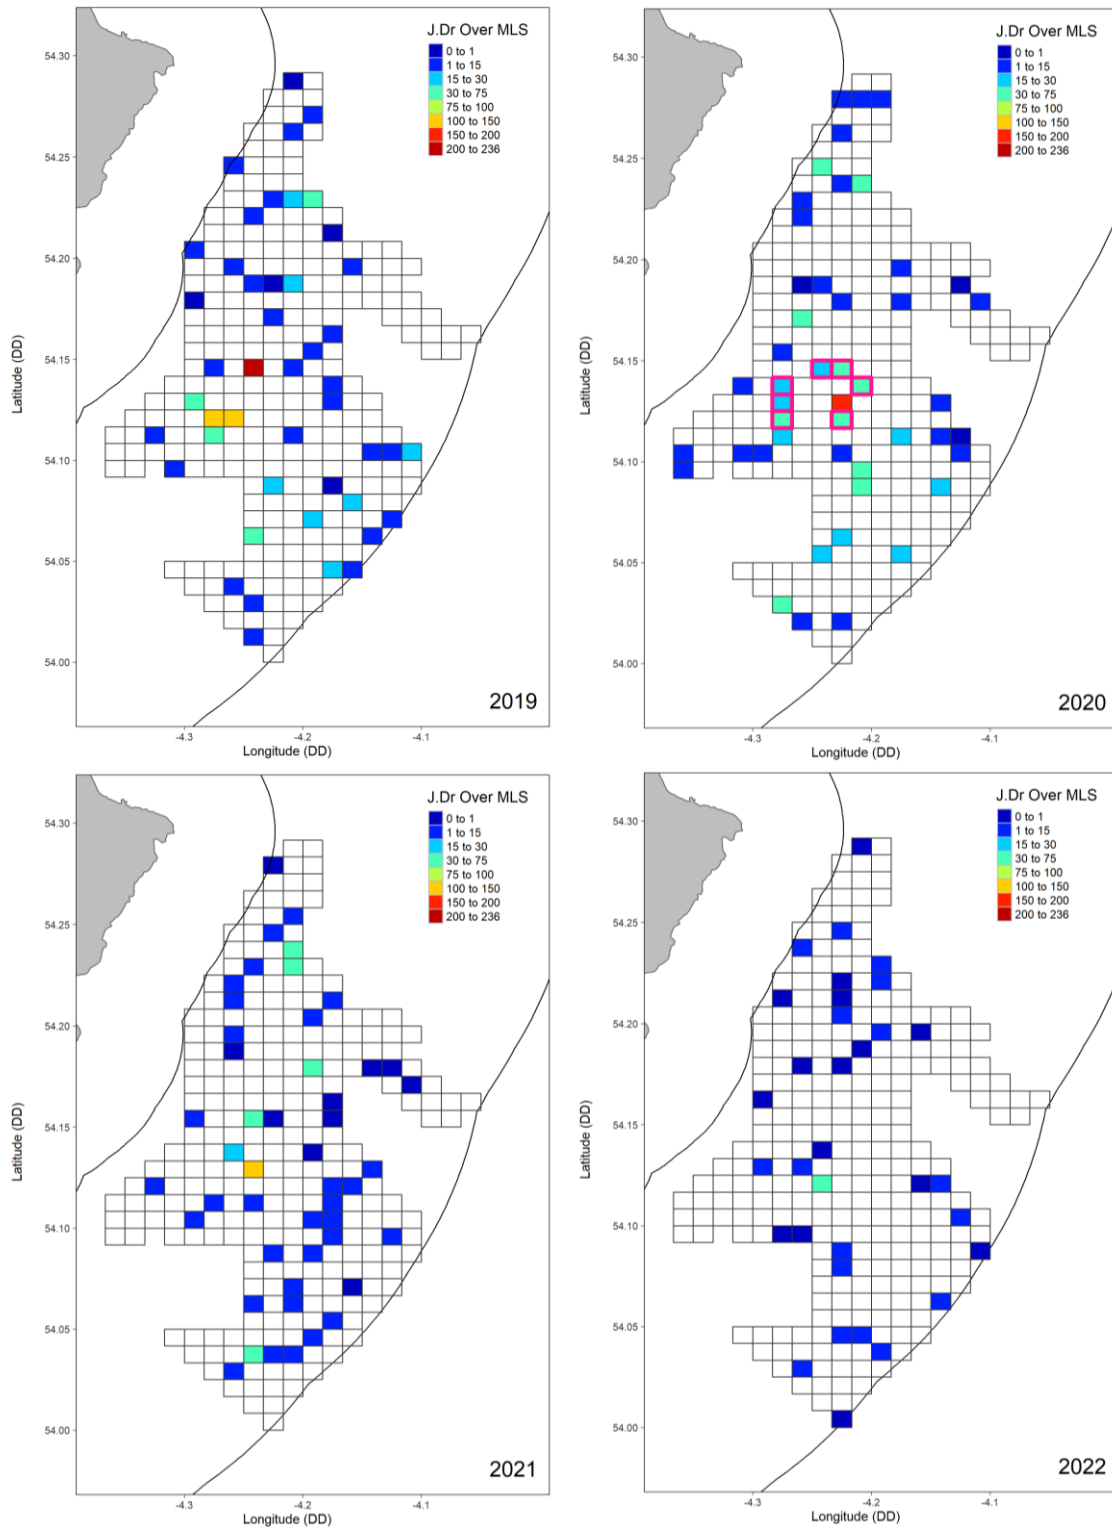 J.Dr Over MLS
0 to 1
1 to 15
15 to 30
30 to 75
75 to 100
100 to 150
150 to 200
200 to 236
54.30
54.25
54.20
54.15
54.10
54.05
54.00
Latitude (DD)
2019
-4.3
-4.2
-4.1
Longitude (DD)
J.Dr Over MLS
0 to 1
1 to 15
15 to 30
30 to 75
75 to 100
100 to 150
150 to 200
200 to 236
54.30
54.25
54.20
54.15
54.10
54.05
54.00
Latitude (DD)
2020
-4.3
-4.2
-4.1
Longitude (DD)
J.Dr Over MLS
0 to 1
1 to 15
15 to 30
30 to 75
75 to 100
100 to 150
150 to 200
200 to 236
54.30
54.25
54.20
54.15
54.10
54.05
54.00
Latitude (DD)
2021
-4.3
-4.2
-4.1
Longitude (DD)
J.Dr Over MLS
0 to 1
1 to 15
15 to 30
30 to 75
75 to 100
100 to 150
150 to 200
200 to 236
54.30
54.25
54.20
54.15
54.10
54.05
54.00
Latitude (DD)
2022
-4.3
-4.2
-4.1
Longitude (DD)